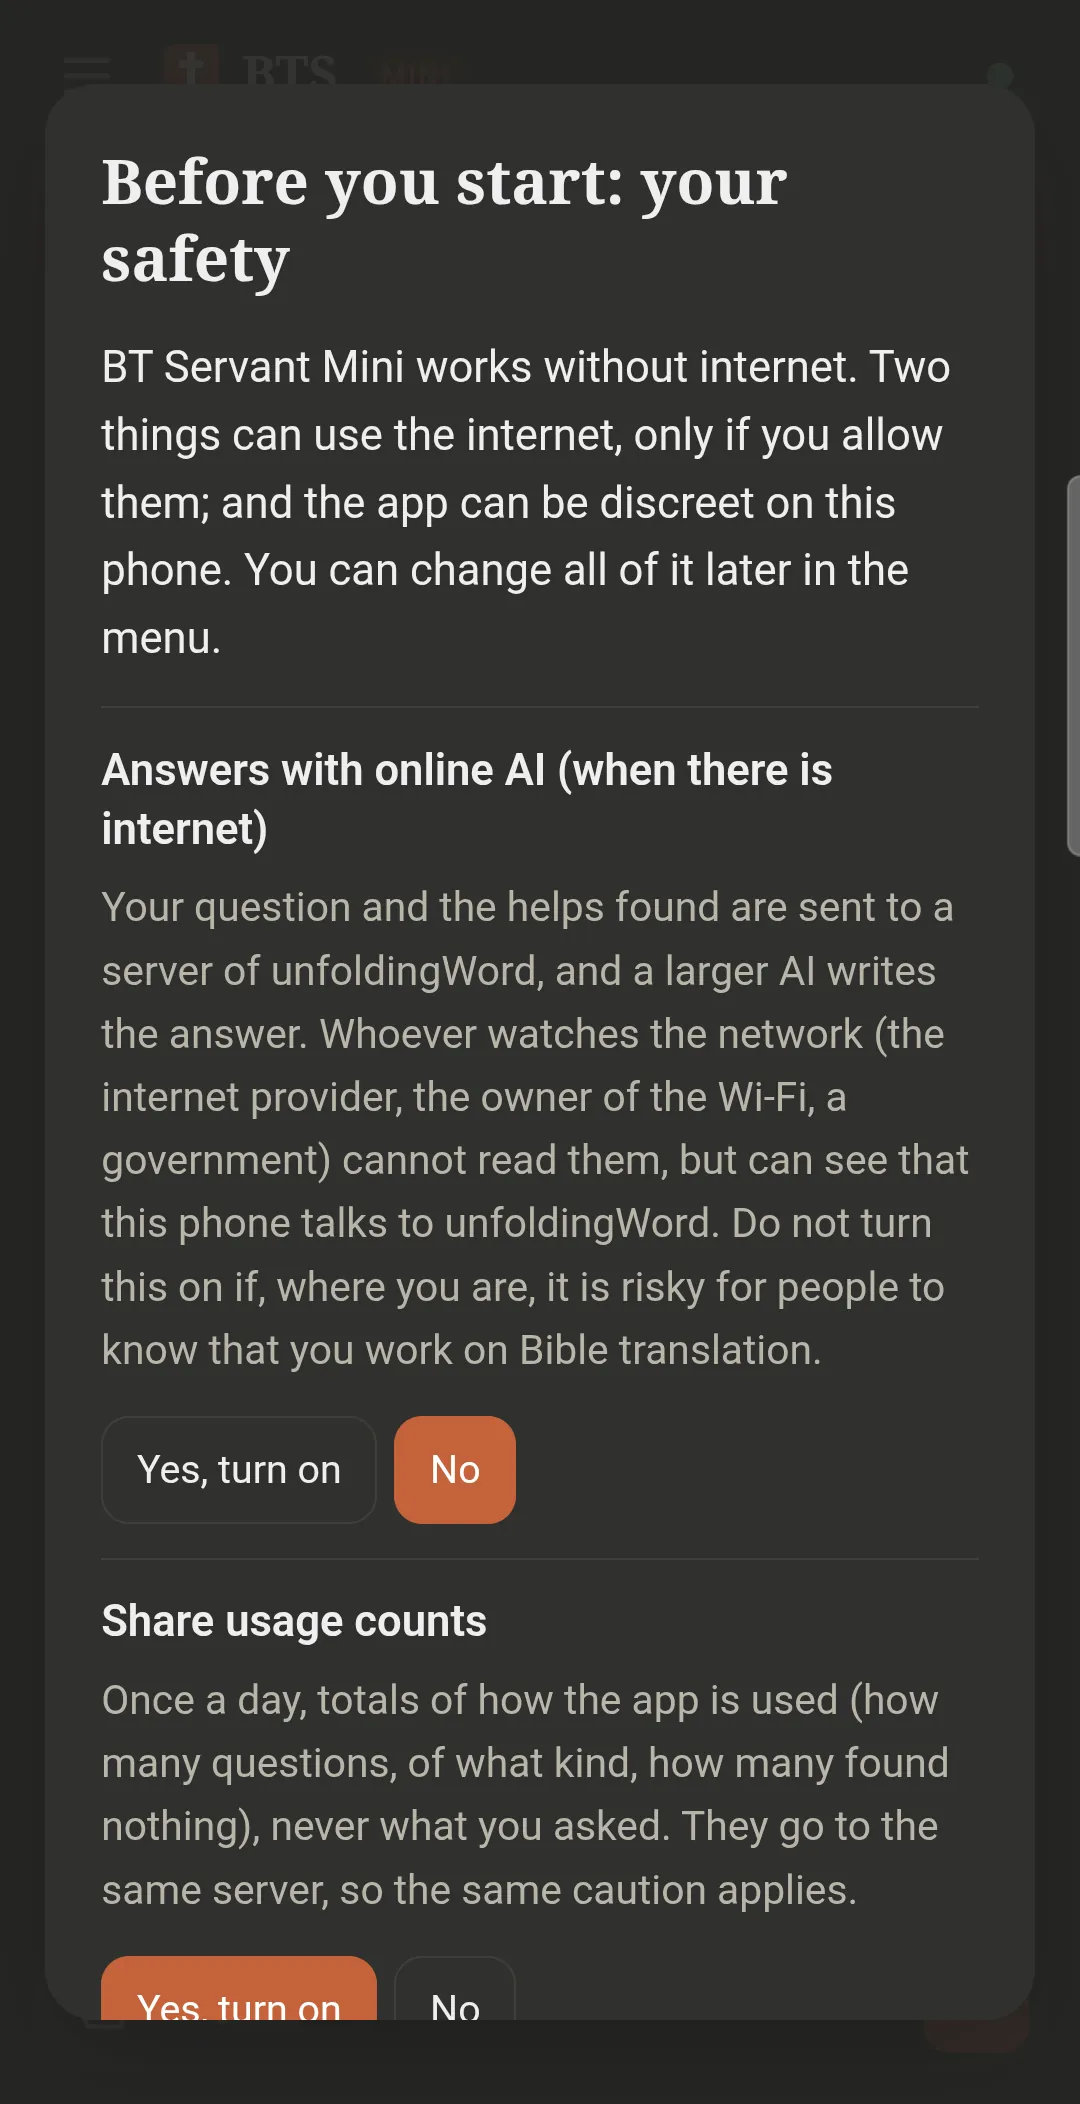 BTS MINI
Before you start: your
safety
BT Servant Mini works without internet. Two
things can use the internet, only if you allow
them; and the app can be discreet on this
phone. You can change all of it later in the
menu.
Answers with online AI (when there is
internet)
Your question and the helps found are sent to a
server of unfoldingWord, and a larger AI writes
the answer. Whoever watches the network (the
internet provider, the owner of the Wi-Fi, a
government) cannot read them, but can see that
this phone talks to unfoldingWord. Do not turn
this on if, where you are, it is risky for people to
know that you work on Bible translation.
Yes, turn on No
Share usage counts
Once a day, totals of how the app is used (how
many questions, of what kind, how many found
nothing), never what you asked. They go to the
same server, so the same caution applies.
Yes, turn on No